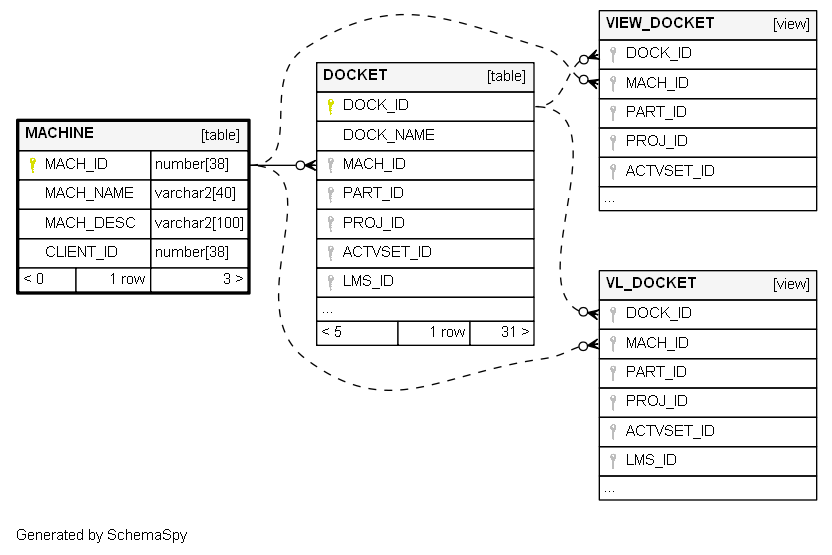 MACHINE [table]
MACH_ID number[38]
MACH_NAME varchar2[40]
MACH_DESC varchar2[100]
CLIENT_ID number[38]
< 0 1 row 3 >
DOCKET [table]
DOCK_ID
DOCK_NAME
MACH_ID
PART_ID
PROJ_ID
ACTVSET_ID
LMS_ID
...
< 5 1 row 31 >
VIEW_DOCKET [view]
DOCK_ID
MACH_ID
PART_ID
PROJ_ID
ACTVSET_ID
...
VL_DOCKET [view]
DOCK_ID
MACH_ID
PART_ID
PROJ_ID
ACTVSET_ID
LMS_ID
...
Generated by SchemaSpy